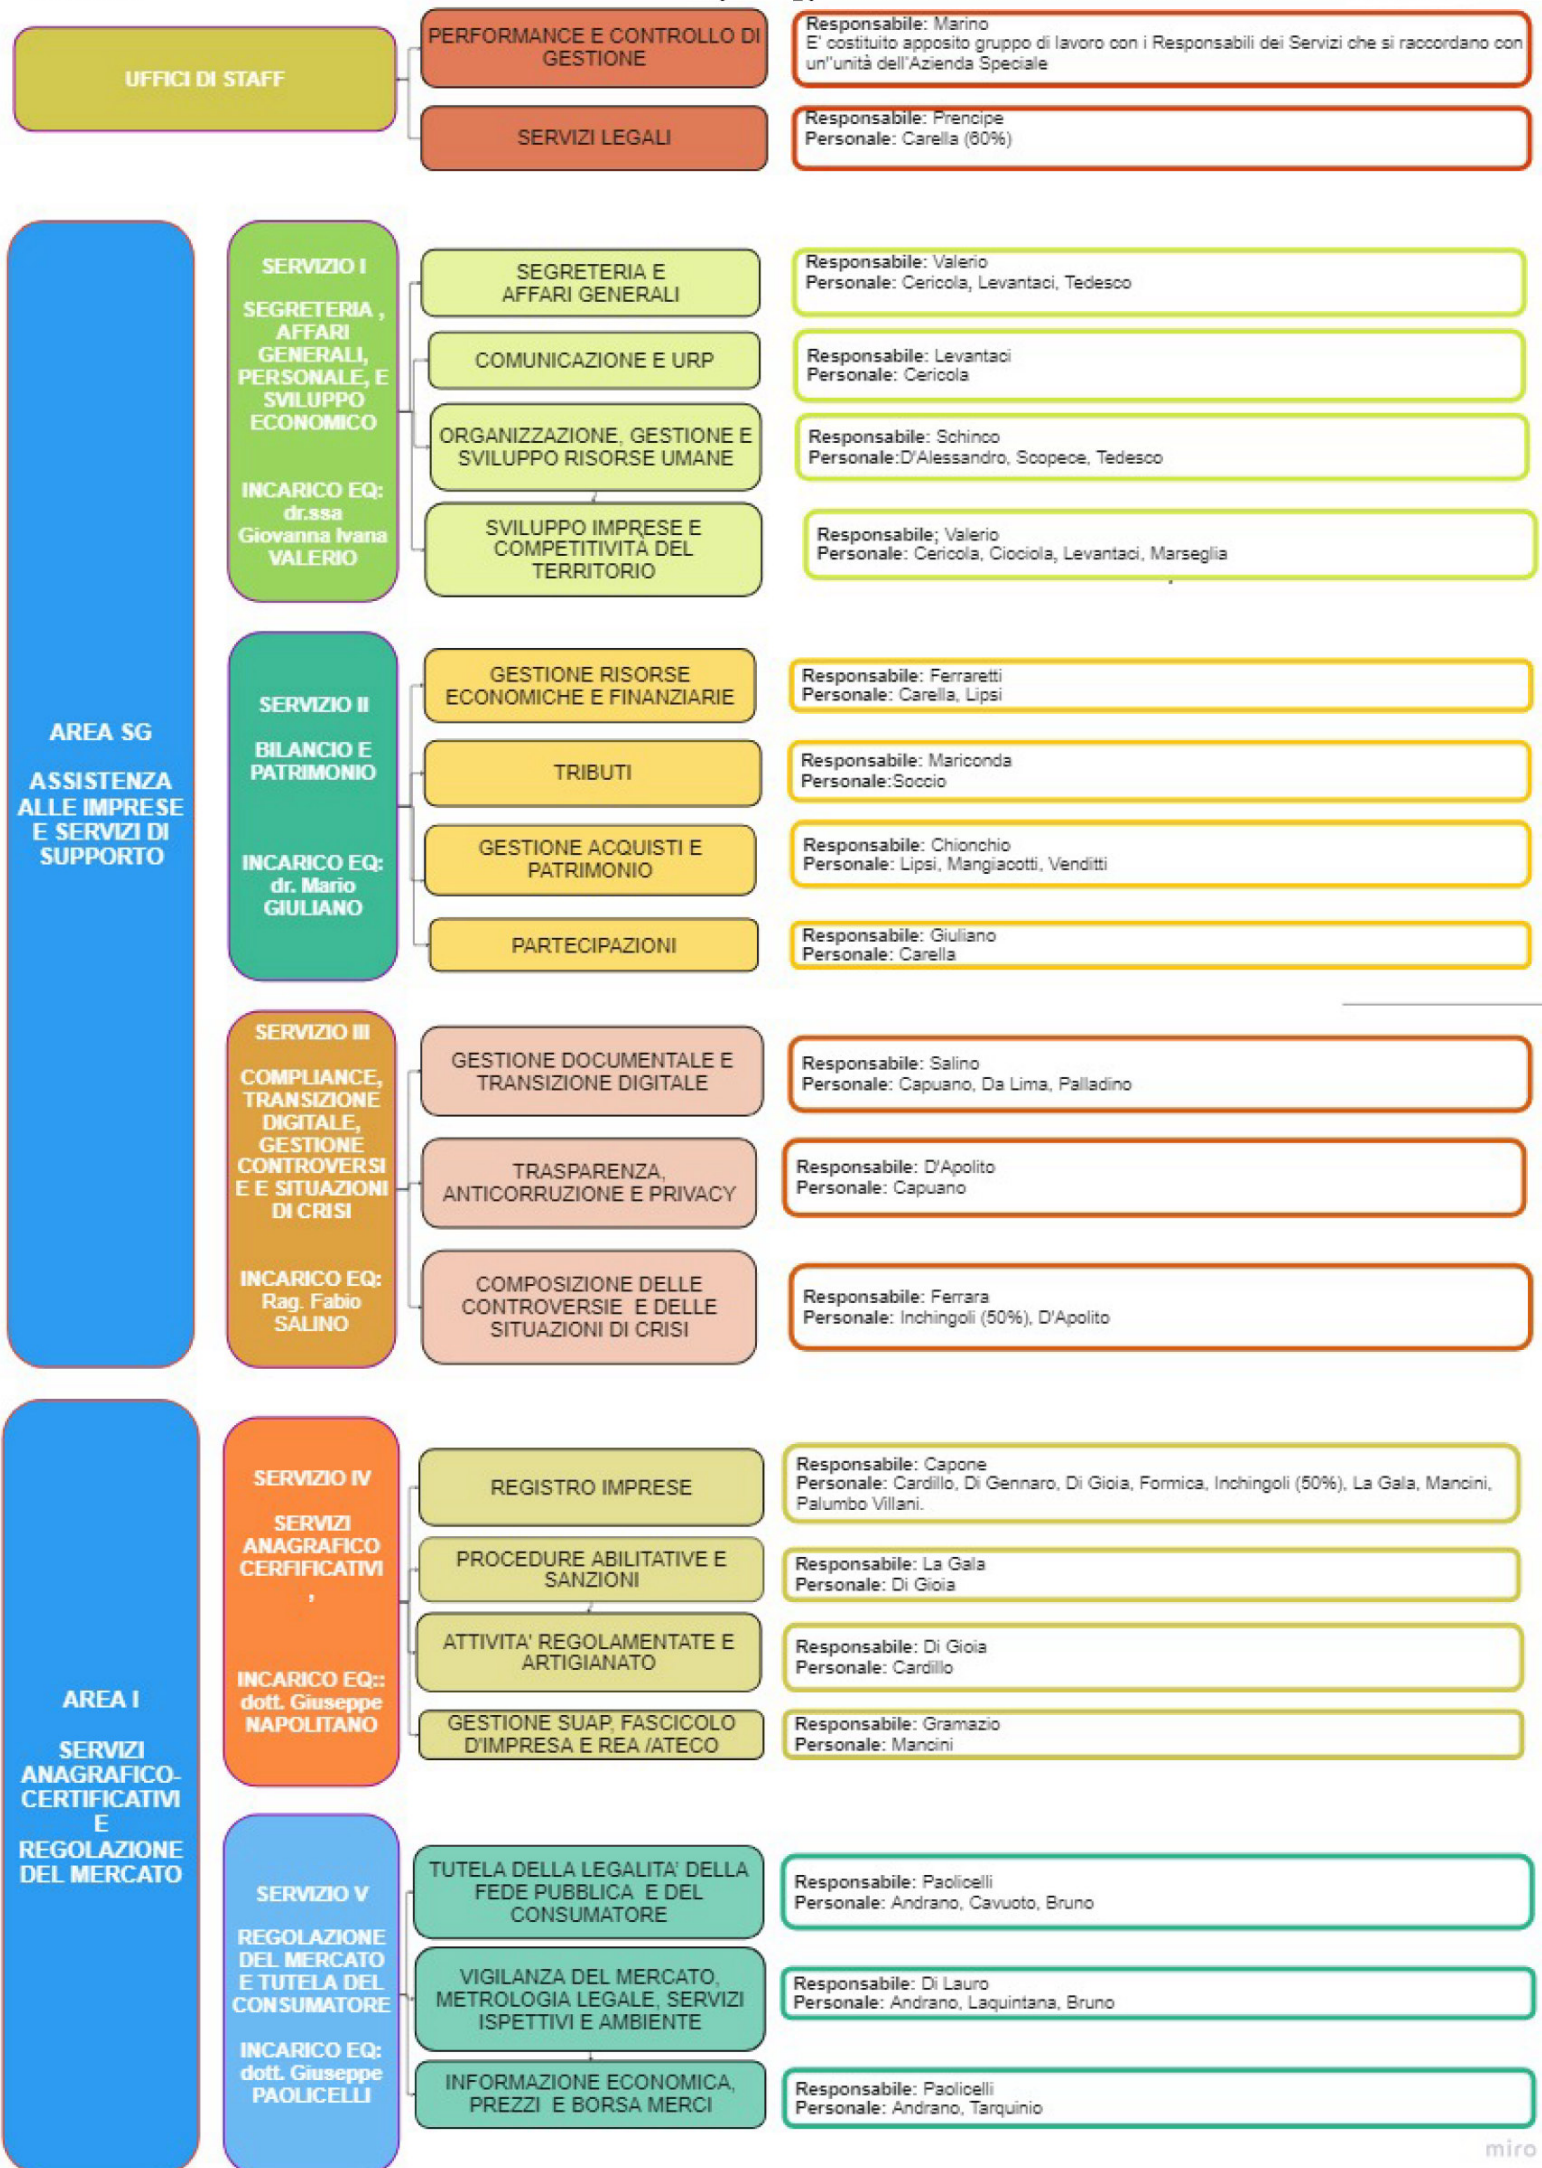 UFFICI DI STAFF
PERFORMANCE E CONTROLLO DI
GESTIONE
Responsabile: Marino
E' costituito apposito gruppo di lavoro con i Responsabili dei Servizi che si raccordano con
un''unità dell'Azienda Speciale
SERVIZI LEGALI
Responsabile: Prencipe
Personale: Carella (60%)
AREA SG
ASSISTENZA
ALLE IMPRESE
E SERVIZI DI
SUPPORTO
SERVIZIO I
SEGRETERIA ,
AFFARI
GENERALI,
PERSONALE, E
SVILUPPO
ECONOMICO
INCARICO EQ:
dr.ssa
Giovanna Ivana
VALERIO
SEGRETERIA E
AFFARI GENERALI
Responsabile: Valerio
Personale: Cericola, Levantaci, Tedesco
COMUNICAZIONE E URP
Responsabile: Levantaci
Personale: Cericola
ORGANIZZAZIONE, GESTIONE E
SVILUPPO RISORSE UMANE
Responsabile: Schinco
Personale:D'Alessandro, Scopece, Tedesco
SVILUPPO IMPRESE E
COMPETITIVITÀ DEL
TERRITORIO
Responsabile; Valerio
Personale: Cericola, Ciociola, Levantaci, Marseglia
SERVIZIO II
BILANCIO E
PATRIMONIO
INCARICO EQ:
dr. Mario
GIULIANO
GESTIONE RISORSE
ECONOMICHE E FINANZIARIE
Responsabile: Ferraretti
Personale: Carella, Lipsi
TRIBUTI
Responsabile: Mariconda
Personale:Soccio
GESTIONE ACQUISTI E
PATRIMONIO
Responsabile: Chionchio
Personale: Lipsi, Mangiacotti, Venditti
PARTECIPAZIONI
Responsabile: Giuliano
Personale: Carella
SERVIZIO III
COMPLIANCE,
TRANSIZIONE
DIGITALE,
GESTIONE
CONTROVERSI
E E SITUAZIONI
DI CRISI
INCARICO EQ:
Rag. Fabio
SALINO
GESTIONE DOCUMENTALE E
TRANSIZIONE DIGITALE
Responsabile: Salino
Personale: Capuano, Da Lima, Palladino
TRASPARENZA,
ANTICORRUZIONE E PRIVACY
Responsabile: D'Apolito
Personale: Capuano
COMPOSIZIONE DELLE
CONTROVERSIE E DELLE
SITUAZIONI DI CRISI
Responsabile: Ferrara
Personale: Inchingoli (50%), D'Apolito
AREA I
SERVIZI
ANAGRAFICO-
CERTIFICATIVI
E
REGOLAZIONE
DEL MERCATO
SERVIZIO IV
SERVIZI
ANAGRAFICO
CERFIFICATIVI
,
INCARICO EQ::
dott. Giuseppe
NAPOLITANO
REGISTRO IMPRESE
Responsabile: Capone
Personale: Cardillo, Di Gennaro, Di Gioia, Formica, Inchingoli (50%), La Gala, Mancini,
Palumbo Villani.
PROCEDURE ABILITATIVE E
SANZIONI
Responsabile: La Gala
Personale: Di Gioia
ATTIVITA' REGOLAMENTATE E
ARTIGIANATO
Responsabile: Di Gioia
Personale: Cardillo
GESTIONE SUAP, FASCICOLO
D'IMPRESA E REA /ATECO
Responsabile: Gramazio
Personale: Mancini
SERVIZIO V
REGOLAZIONE
DEL MERCATO
E TUTELA DEL
CONSUMATORE
INCARICO EQ:
dott. Giuseppe
PAOLICELLI
TUTELA DELLA LEGALITA' DELLA
FEDE PUBBLICA E DEL
CONSUMATORE
Responsabile: Paolicelli
Personale: Andrano, Cavuoto, Bruno
VIGILANZA DEL MERCATO,
METROLOGIA LEGALE, SERVIZI
ISPETTIVI E AMBIENTE
Responsabile: Di Lauro
Personale: Andrano, Laquintana, Bruno
INFORMAZIONE ECONOMICA,
PREZZI E BORSA MERCI
Responsabile: Paolicelli
Personale: Andrano, Tarquinio
miro